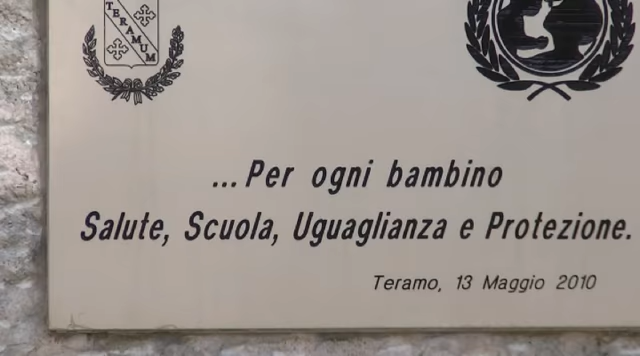 TERAMUM
...Per ogni bambino
Salute, Scuola, Uguaglianza e Protezione.
Teramo, 13 Maggio 2010